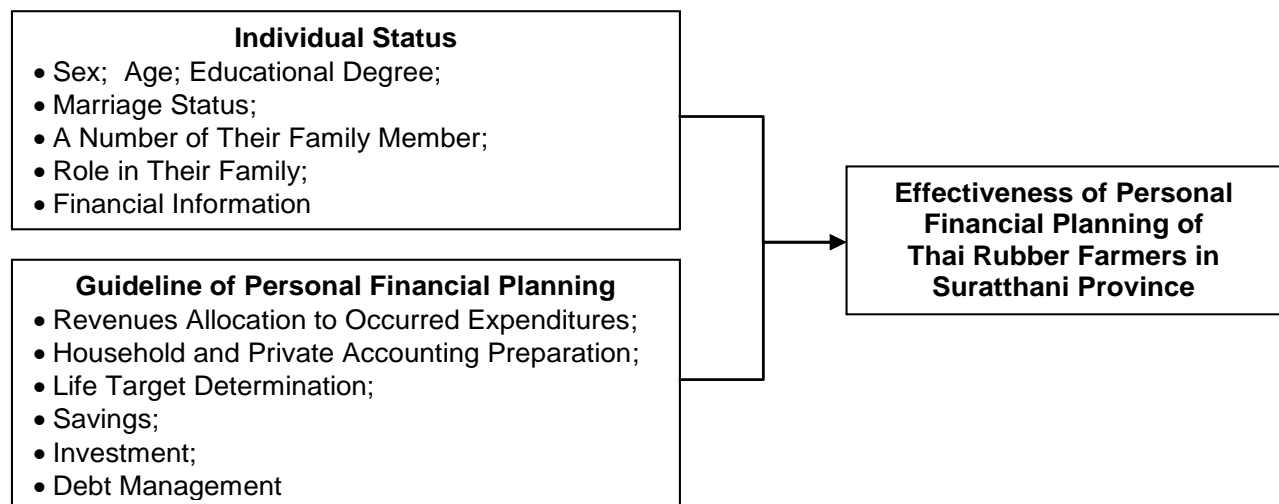 Individual Status
• Sex; Age; Educational Degree;
• Marriage Status;
• A Number of Their Family Member;
• Role in Their Family;
• Financial Information
Guideline of Personal Financial Planning
• Revenues Allocation to Occurred Expenditures;
• Household and Private Accounting Preparation;
• Life Target Determination;
• Savings;
• Investment;
• Debt Management
Effectiveness of Personal
Financial Planning of
Thai Rubber Farmers in
Suratthani Province